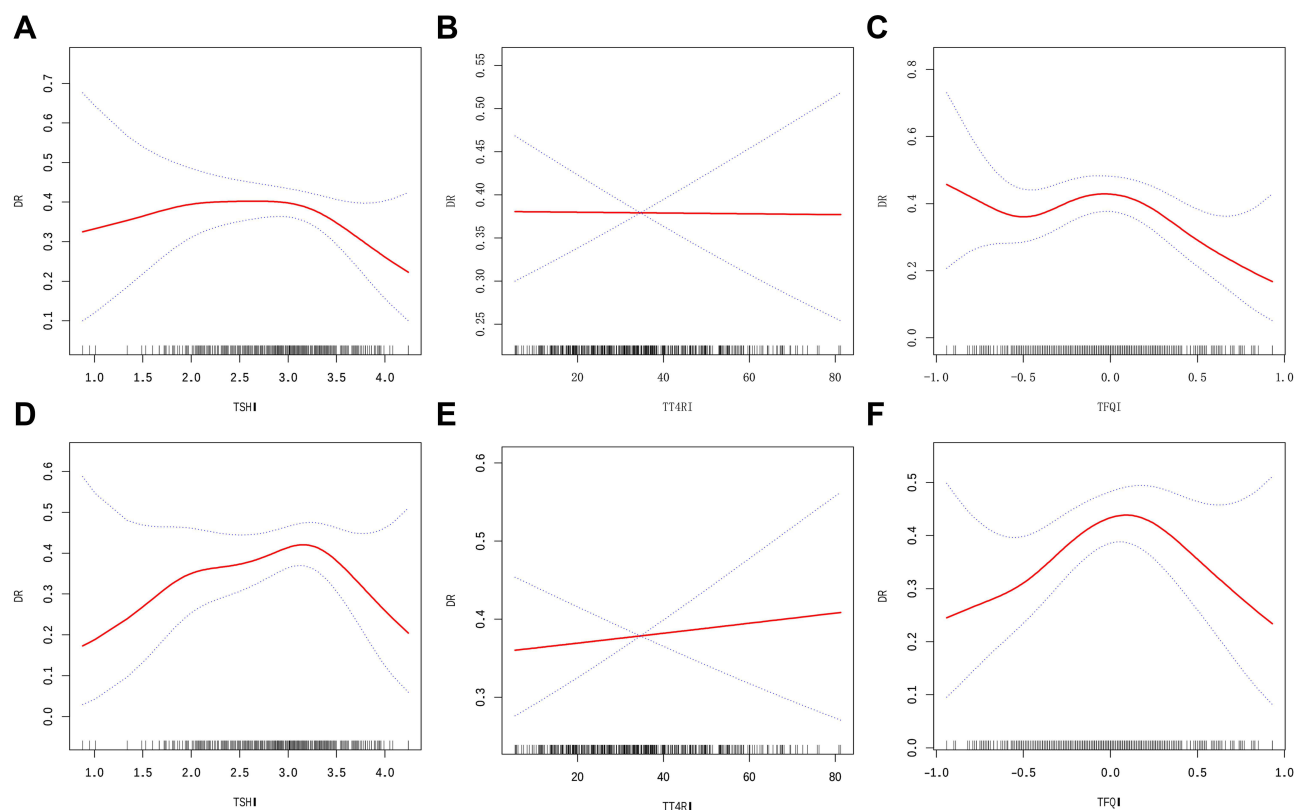 A
DR
0.7
0.6
0.5
0.4
0.3
0.2
0.1
1.0 1.5 2.0 2.5 3.0 3.5 4.0
TSHI
B
DR
0.55
0.50
0.45
0.40
0.35
0.30
0.25
20 40 60 80
TT4RI
C
DR
0.8
0.6
0.4
0.2
0.0
-1.0 -0.5 0.0 0.5 1.0
TFQI
D
DR
0.6
0.5
0.4
0.3
0.2
0.1
0.0
1.0 1.5 2.0 2.5 3.0 3.5 4.0
TSHI
E
DR
0.6
0.5
0.4
0.3
20 40 60 80
TT4RI
F
DR
0.5
0.4
0.3
0.2
0.1
0.0
-1.0 -0.5 0.0 0.5 1.0
TFQI